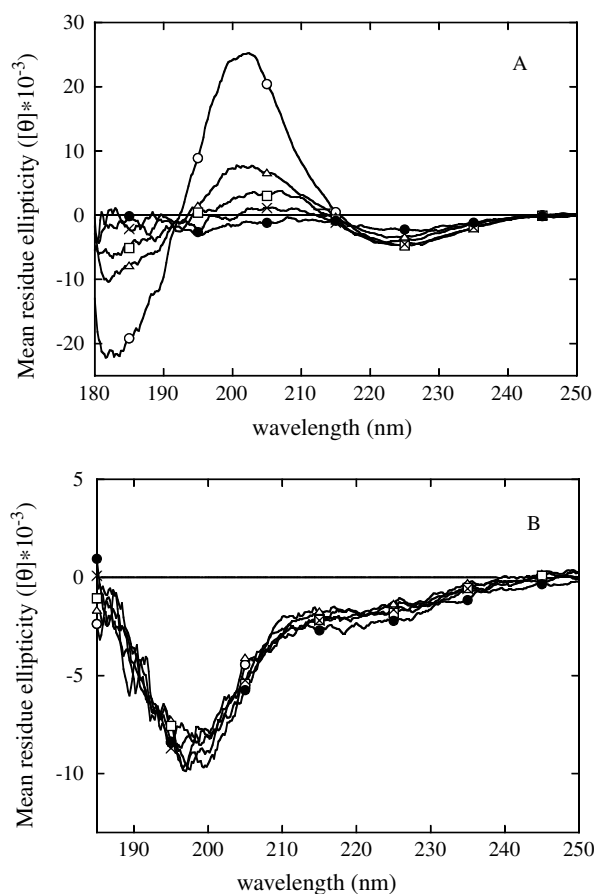 30
A
20
10
0
-10
-20
Mean residue ellipticity ([θ]*10-3)
180 190 200 210 220 230 240 250
wavelength (nm)
5
B
0
-5
-10
Mean residue ellipticity ([θ]*10-3)
190 200 210 220 230 240 250
wavelength (nm)